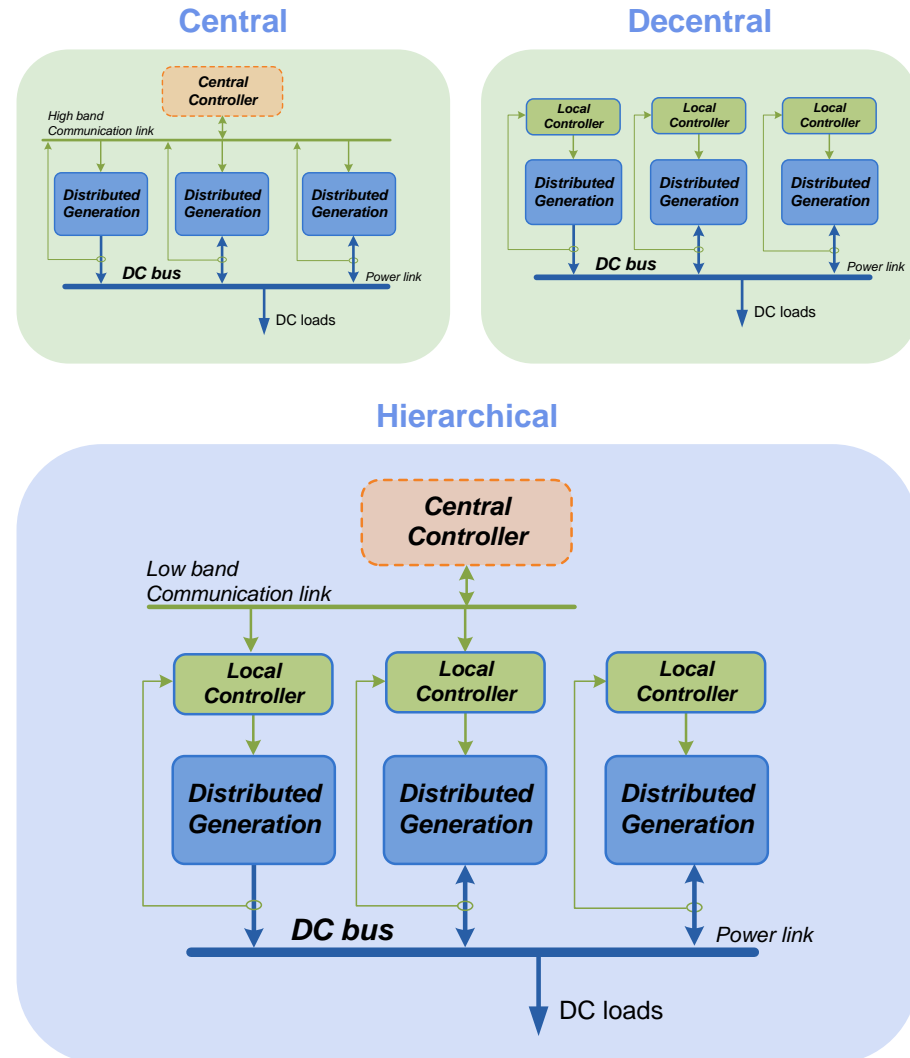 Central
Central
Controller
High band
Communication link
Distributed
Generation
Distributed
Generation
Distributed
Generation
DC bus
Power link
DC loads
Decentral
Local
Controller
Local
Controller
Local
Controller
Distributed
Generation
Distributed
Generation
Distributed
Generation
DC bus
Power link
DC loads
Hierarchical
Central
Controller
Low band
Communication link
Local
Controller
Local
Controller
Local
Controller
Distributed
Generation
Distributed
Generation
Distributed
Generation
DC bus
Power link
DC loads